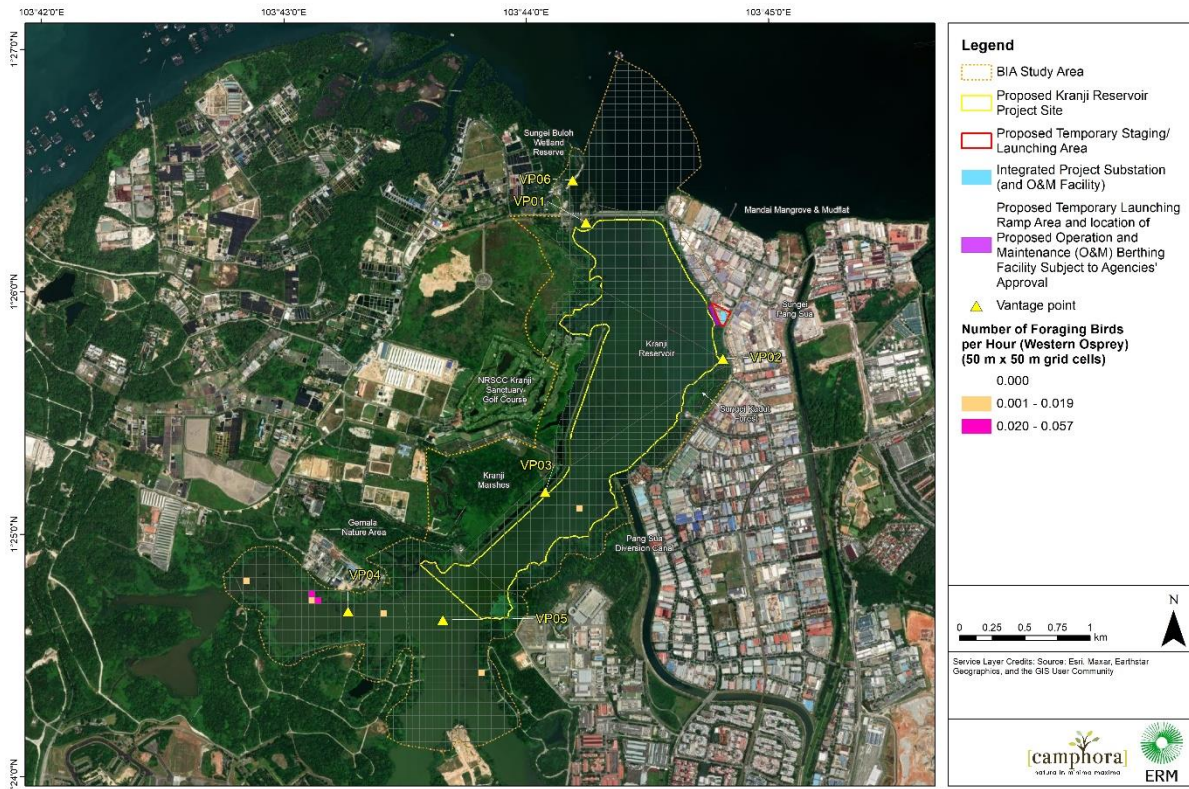 103°42'0"E
103°43'0"E
103°44'0"E
103°45'0"E
1°27'0"N
1°26'0"N
1°25'0"N
1°24'0"N
Sungei Buloh
Wetland
Reserve
VP06
VP01
Mandai Mangrove & Mudflat
Sungei
Pang Sua
Kranji
Reservoir
VP02
NRSCC Kranji
Sanctuary
Golf Course
Sungei Kadut
Forest
VP03
Kranji
Marshes
Gemala
Nature Area
Pang Sua
Diversion Canal
VP04
VP05
Legend
BIA Study Area
Proposed Kranji Reservoir
Project Site
Proposed Temporary Staging/
Launching Area
Integrated Project Substation
(and O&M Facility)
Proposed Temporary Launching
Ramp Area and location of
Proposed Operation and
Maintenance (O&M) Berthing
Facility Subject to Agencies'
Approval
Vantage point
Number of Foraging Birds
per Hour (Western Osprey)
(50 m x 50 m grid cells)
0.000
0.001 - 0.019
0.020 - 0.057
N
0 0.25 0.5 0.75 1
km
Service Layer Credits: Source: Esri, Maxar, Earthstar
Geographics, and the GIS User Community
[camphora]
natura in minima maxima
ERM